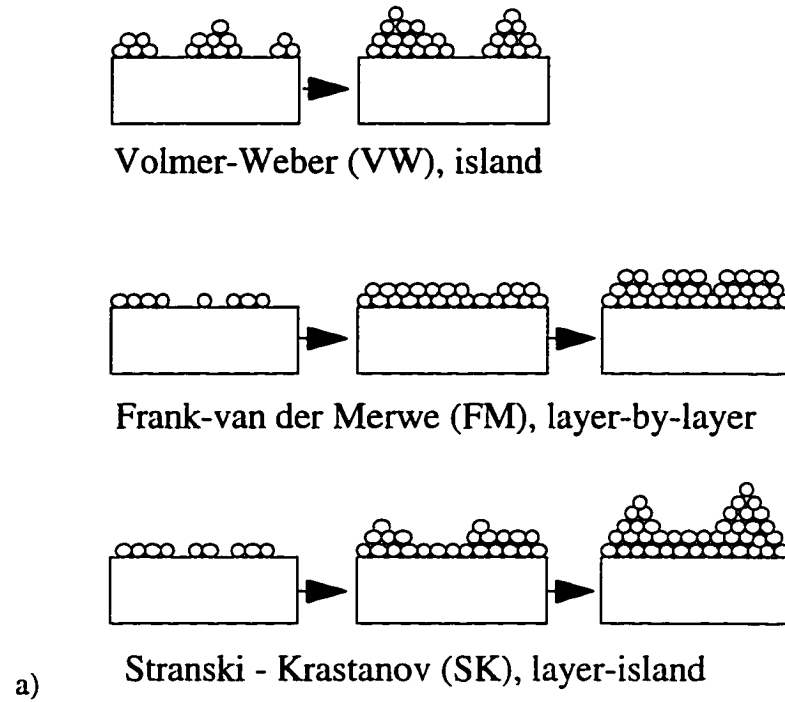 Volmer-Weber (VW), island
Frank-van der Merwe (FM), layer-by-layer
Stranski - Krastanov (SK), layer-island
a)